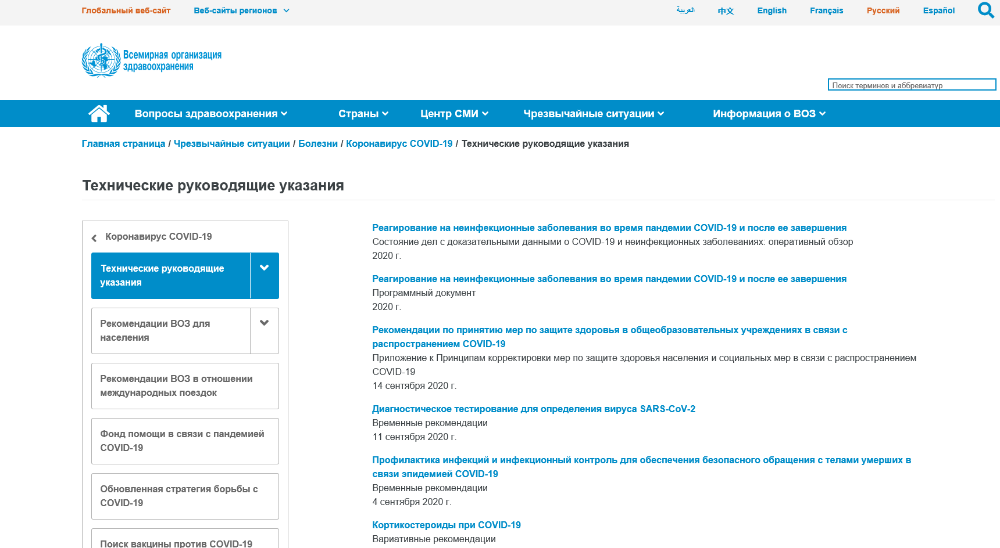 Глобальный веб-сайт
Веб-сайты регионов
العربية
中文
English
Français
Русский
Español
Всемирная организация
здравоохранения
Поиск терминов и аббревиатур
Вопросы здравоохранения
Страны
Центр СМИ
Чрезвычайные ситуации
Информация о ВОЗ
Главная страница / Чрезвычайные ситуации / Болезни / Коронавирус COVID-19 / Технические руководящие указания
Технические руководящие указания
Коронавирус COVID-19
Технические руководящие
указания
Рекомендации ВОЗ для
населения
Рекомендации ВОЗ в отношении
международных поездок
Фонд помощи в связи с пандемией
COVID-19
Обновленная стратегия борьбы с
COVID-19
Поиск вакцины против COVID-19
Реагирование на неинфекционные заболевания во время пандемии COVID-19 и после ее завершения
Состояние дел с доказательными данными о COVID-19 и неинфекционных заболеваниях: оперативный обзор
2020 г.
Реагирование на неинфекционные заболевания во время пандемии COVID-19 и после ее завершения
Программный документ
2020 г.
Рекомендации по принятию мер по защите здоровья в общеобразовательных учреждениях в связи с
распространением COVID-19
Приложение к Принципам корректировки мер по защите здоровья населения и социальных мер в связи с распространением
COVID-19
14 сентября 2020 г.
Диагностическое тестирование для определения вируса SARS-CoV-2
Временные рекомендации
11 сентября 2020 г.
Профилактика инфекций и инфекционный контроль для обеспечения безопасного обращения с телами умерших в
связи эпидемией COVID-19
Временные рекомендации
4 сентября 2020 г.
Кортикостероиды при COVID-19
Вариативные рекомендации